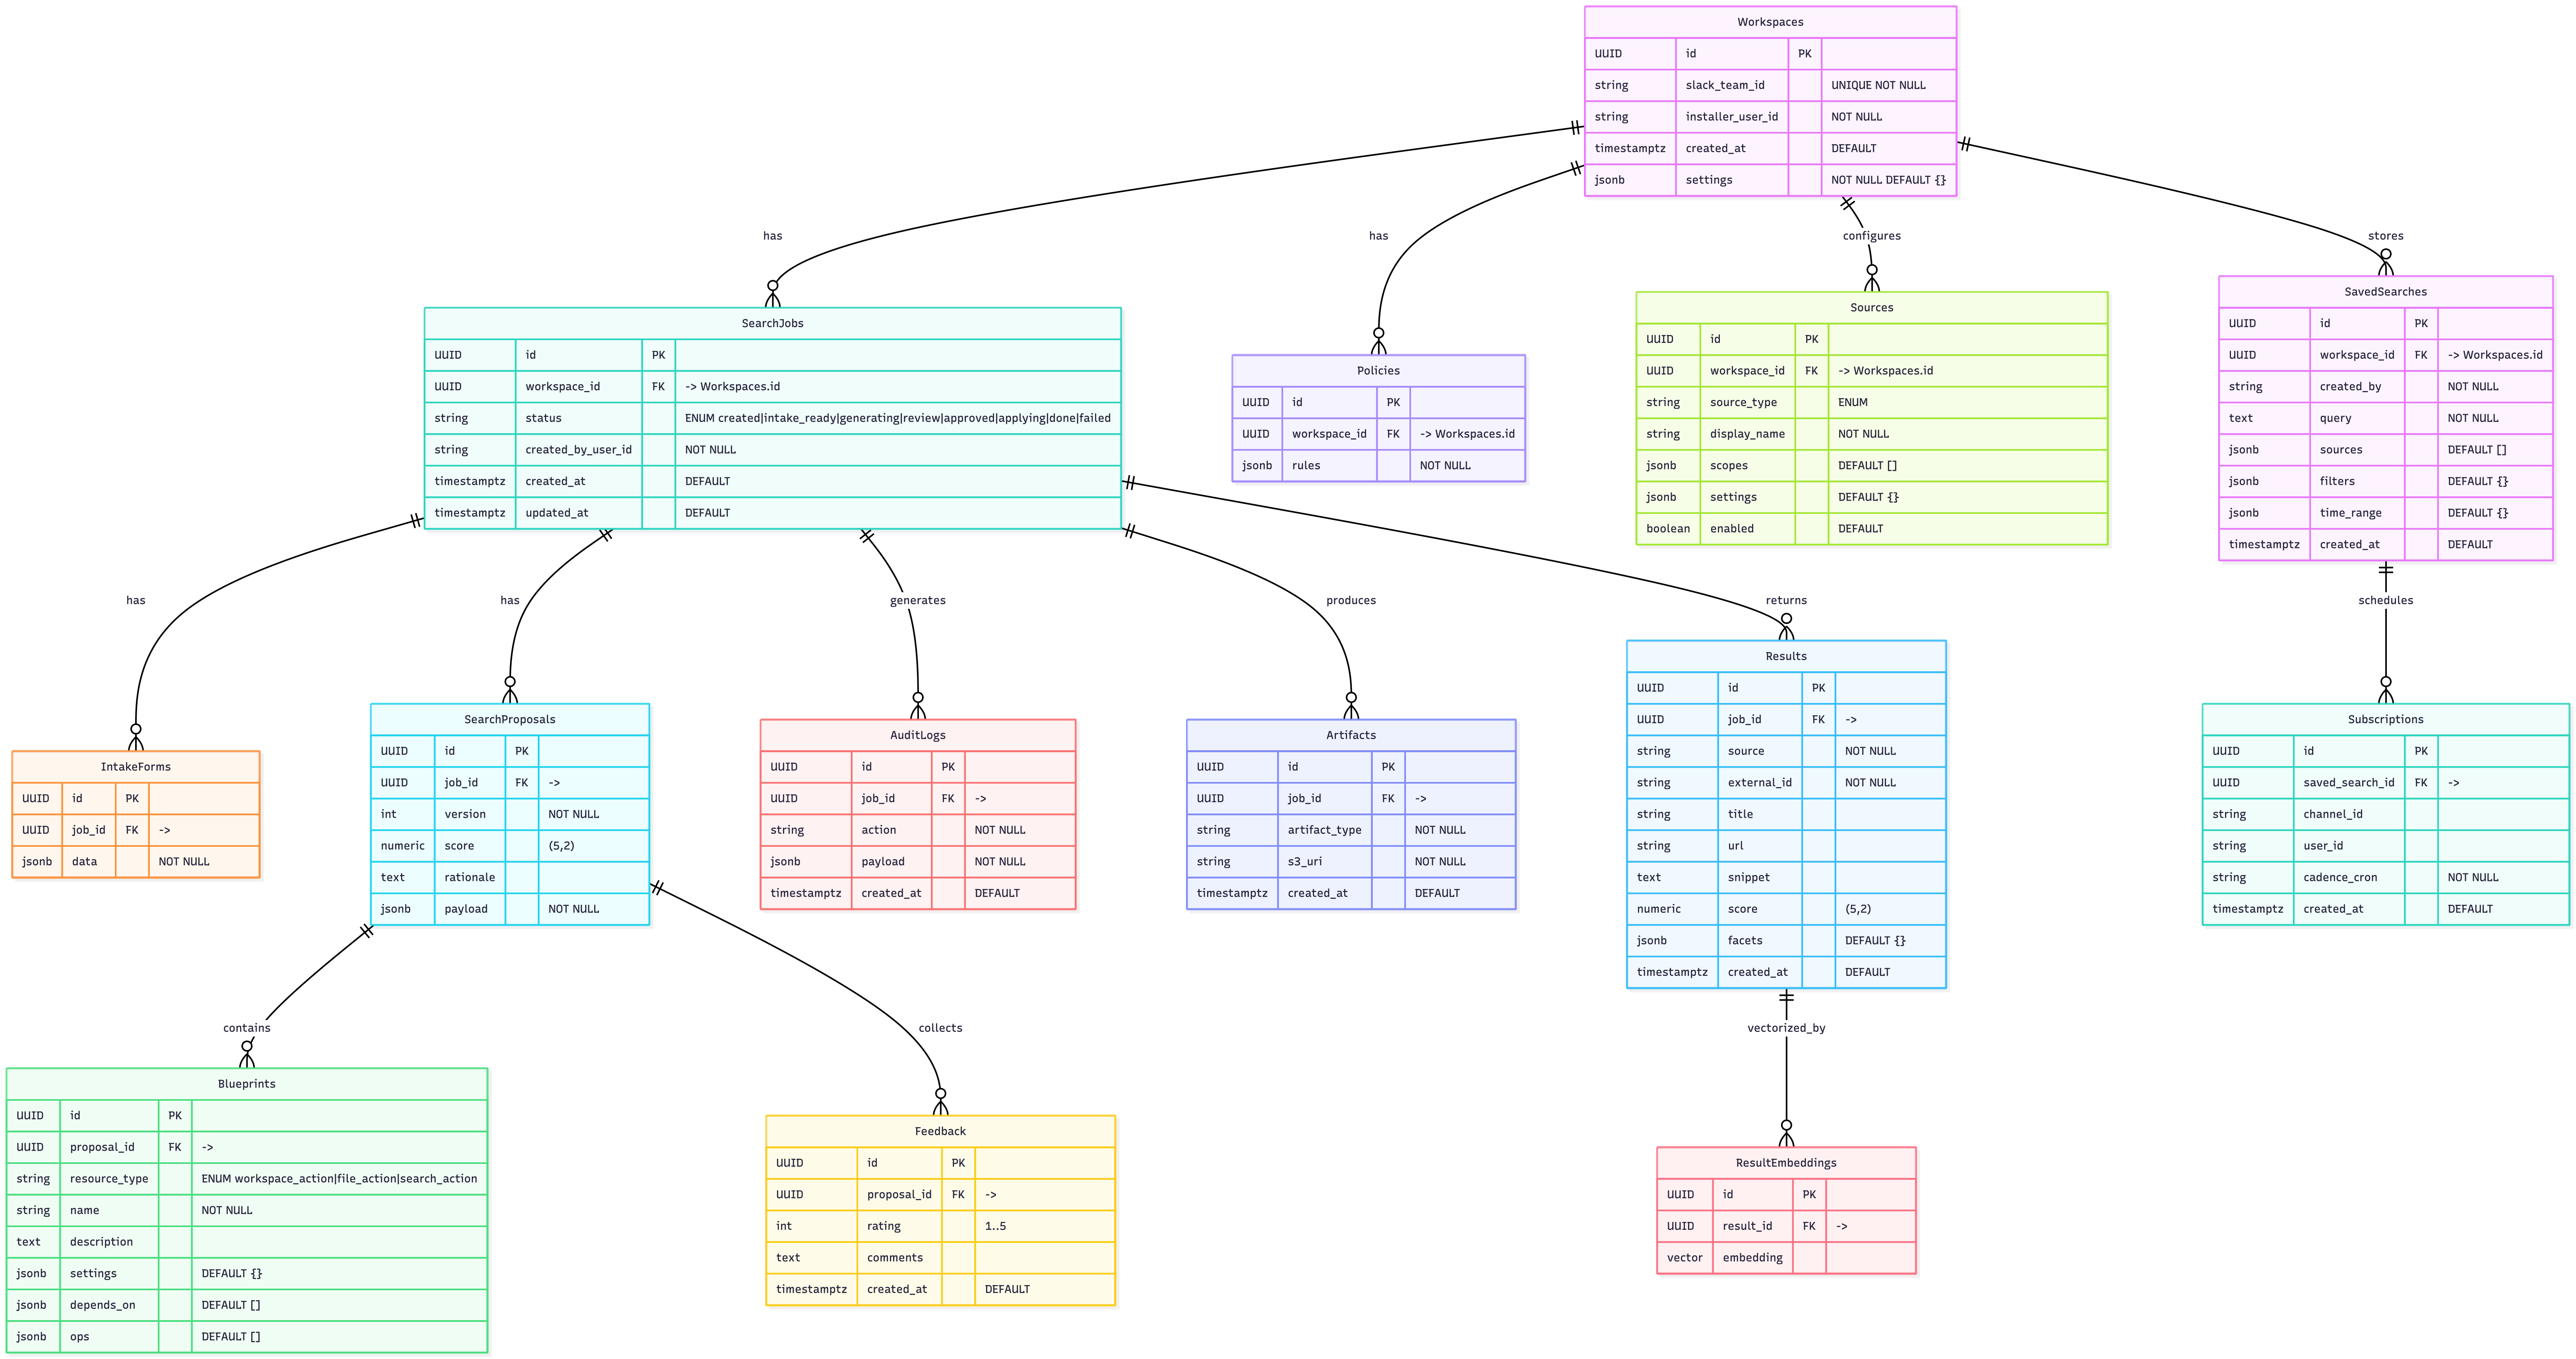 Workspaces
UUID id PK
string slack_team_id UNIQUE NOT NULL
string installer_user_id NOT NULL
timestamptz created_at DEFAULT
jsonb settings NOT NULL DEFAULT {}
has
has
configures
stores
SearchJobs
UUID id PK
UUID workspace_id FK -> Workspaces.id
string status ENUM created|intake_ready|generating|review|approved|applying|done|failed
string created_by_user_id NOT NULL
timestamptz created_at DEFAULT
timestamptz updated_at DEFAULT
Policies
UUID id PK
UUID workspace_id FK -> Workspaces.id
jsonb rules NOT NULL
Sources
UUID id PK
UUID workspace_id FK -> Workspaces.id
string source_type ENUM
string display_name NOT NULL
jsonb scopes DEFAULT []
jsonb settings DEFAULT {}
boolean enabled DEFAULT
SavedSearches
UUID id PK
UUID workspace_id FK -> Workspaces.id
string created_by NOT NULL
text query NOT NULL
jsonb sources DEFAULT []
jsonb filters DEFAULT {}
jsonb time_range DEFAULT {}
timestamptz created_at DEFAULT
has
has
generates
produces
returns
schedules
IntakeForms
UUID id PK
UUID job_id FK ->
jsonb data NOT NULL
SearchProposals
UUID id PK
UUID job_id FK ->
int version NOT NULL
numeric score (5,2)
text rationale
jsonb payload NOT NULL
AuditLogs
UUID id PK
UUID job_id FK ->
string action NOT NULL
jsonb payload NOT NULL
timestamptz created_at DEFAULT
Artifacts
UUID id PK
UUID job_id FK ->
string artifact_type NOT NULL
string s3_uri NOT NULL
timestamptz created_at DEFAULT
Results
UUID id PK
UUID job_id FK ->
string source NOT NULL
string external_id NOT NULL
string title
string url
text snippet
numeric score (5,2)
jsonb facets DEFAULT {}
timestamptz created_at DEFAULT
Subscriptions
UUID id PK
UUID saved_search_id FK ->
string channel_id
string user_id
string cadence_cron NOT NULL
timestamptz created_at DEFAULT
contains
collects
vectorized_by
Blueprints
UUID id PK
UUID proposal_id FK ->
string resource_type ENUM workspace_action|file_action|search_action
string name NOT NULL
text description
jsonb settings DEFAULT {}
jsonb depends_on DEFAULT []
jsonb ops DEFAULT []
Feedback
UUID id PK
UUID proposal_id FK ->
int rating 1..5
text comments
timestamptz created_at DEFAULT
ResultEmbeddings
UUID id PK
UUID result_id FK ->
vector embedding